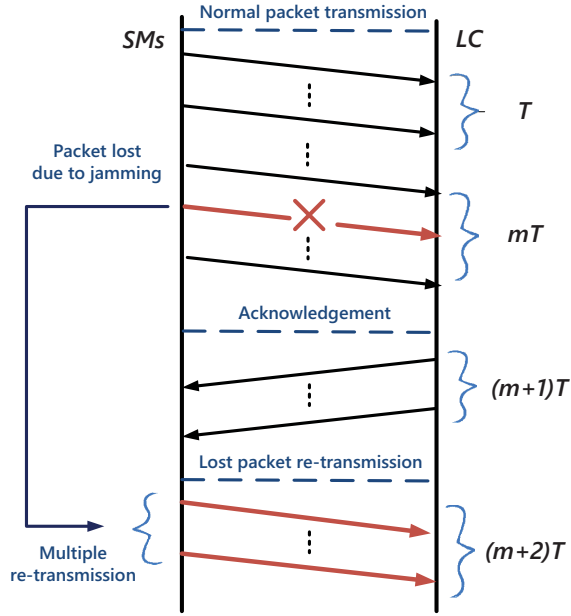 Normal packet transmission
SMs
LC
T
Packet lost
due to jamming
mT
Acknowledgement
(m+1)T
Lost packet re-transmission
(m+2)T
Multiple
re-transmission